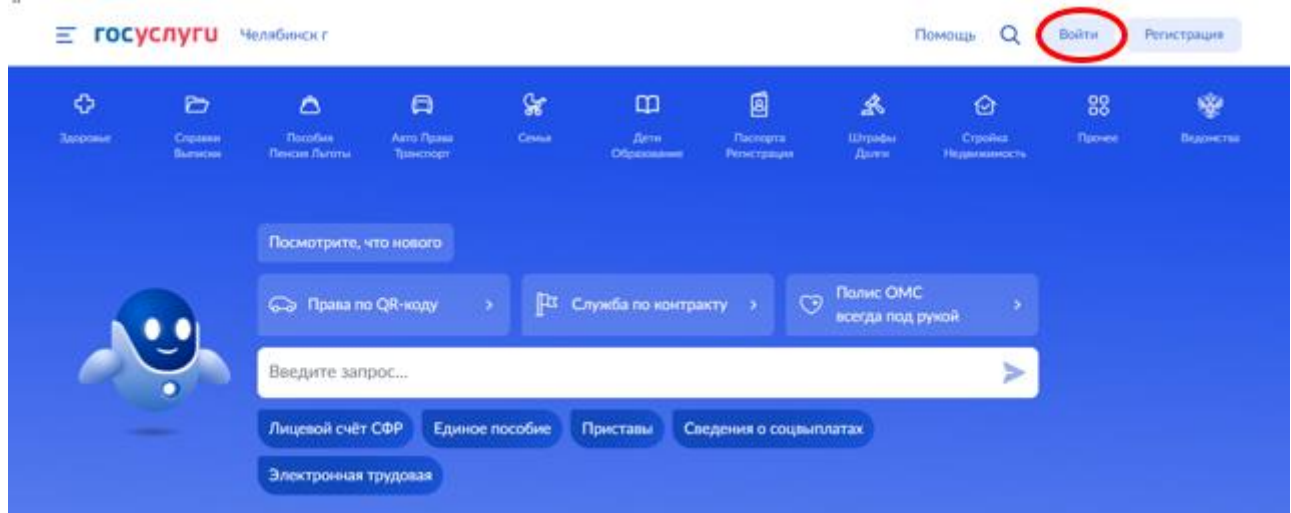 госуслуги Челябинск г Помощь Войти Регистрация
Здоровье
Справки
Выписки
Пособия
Пенсия Льготы
Авто Права
Транспорт
Семья
Дети
Образование
Паспорта
Регистрация
Штрафы
Долги
Стройка
Недвижимость
Прочее
Ведомства
Посмотрите, что нового
Права по QR-коду
Служба по контракту
Полис ОМС
всегда под рукой
Введите запрос...
Лицевой счёт СФР
Единое пособие
Приставы
Сведения о соцвыплатах
Электронная трудовая